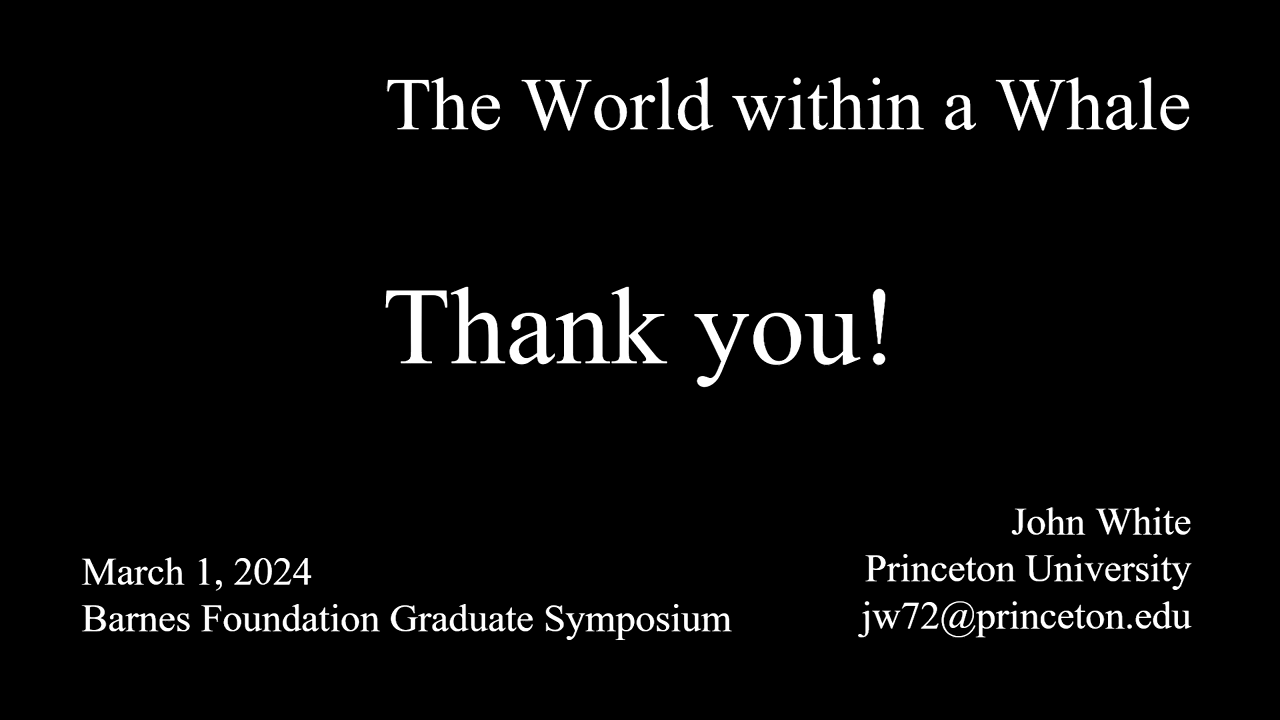 The World within a Whale
Thank you!
March 1, 2024
Barnes Foundation Graduate Symposium
John White
Princeton University
jw72@princeton.edu